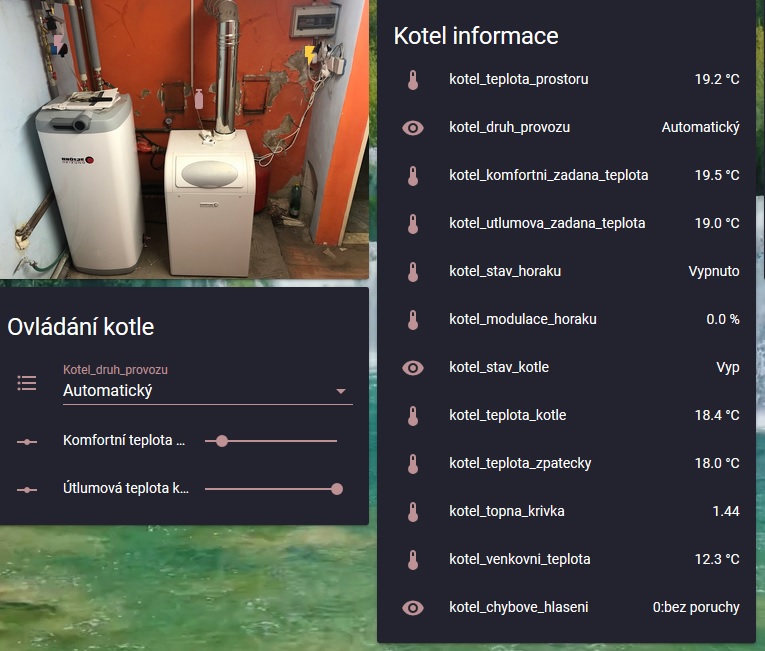 BRÖTJE
HEIZUNG
Ovládání kotle
Kotel_druh_provozu
Automatický
Komfortní teplota ...
Útlumová teplota k...
Kotel informace
kotel_teplota_prostoru 19.2 °C
kotel_druh_provozu Automatický
kotel_komfortni_zadana_teplota 19.5 °C
kotel_utlumova_zadana_teplota 19.0 °C
kotel_stav_horaku Vypnuto
kotel_modulace_horaku 0.0 %
kotel_stav_kotle Vyp
kotel_teplota_kotle 18.4 °C
kotel_teplota_zpatecky 18.0 °C
kotel_topna_krivka 1.44
kotel_venkovni_teplota 12.3 °C
kotel_chybove_hlaseni 0:bez poruchy